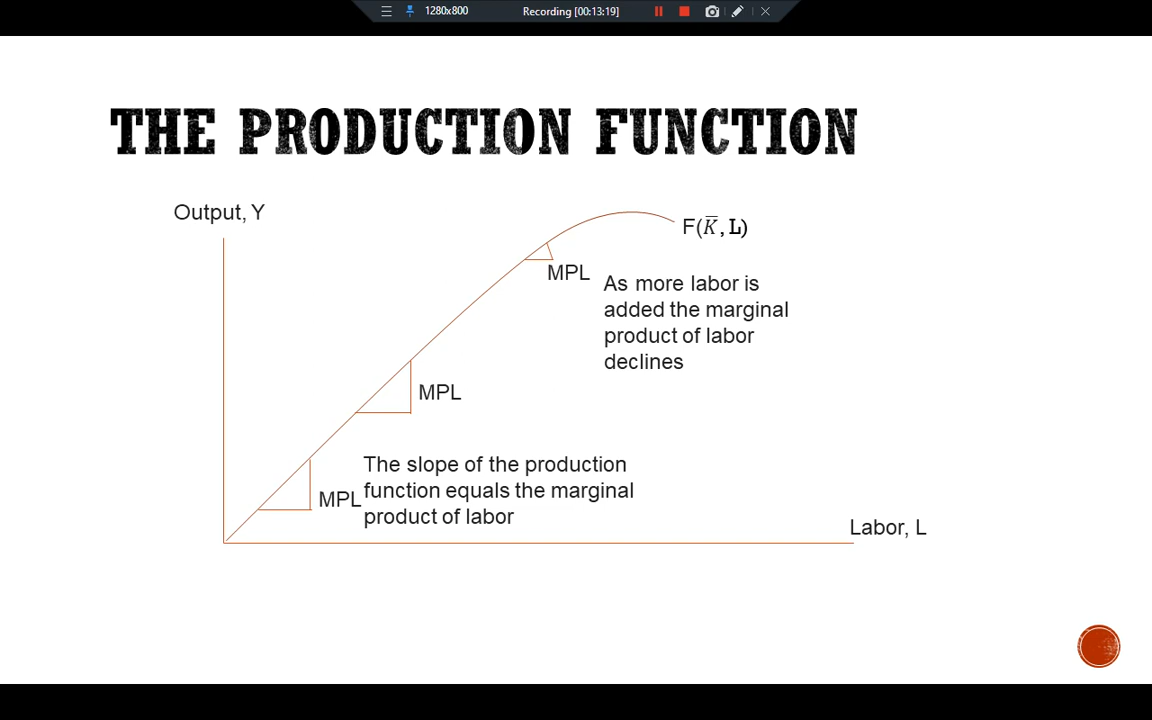 1280x800
Recording [00:13:19]
THE PRODUCTION FUNCTION
Output, Y
F(K̅, L)
MPL
As more labor is
added the marginal
product of labor
declines
MPL
The slope of the production
MPL function equals the marginal
product of labor
Labor, L